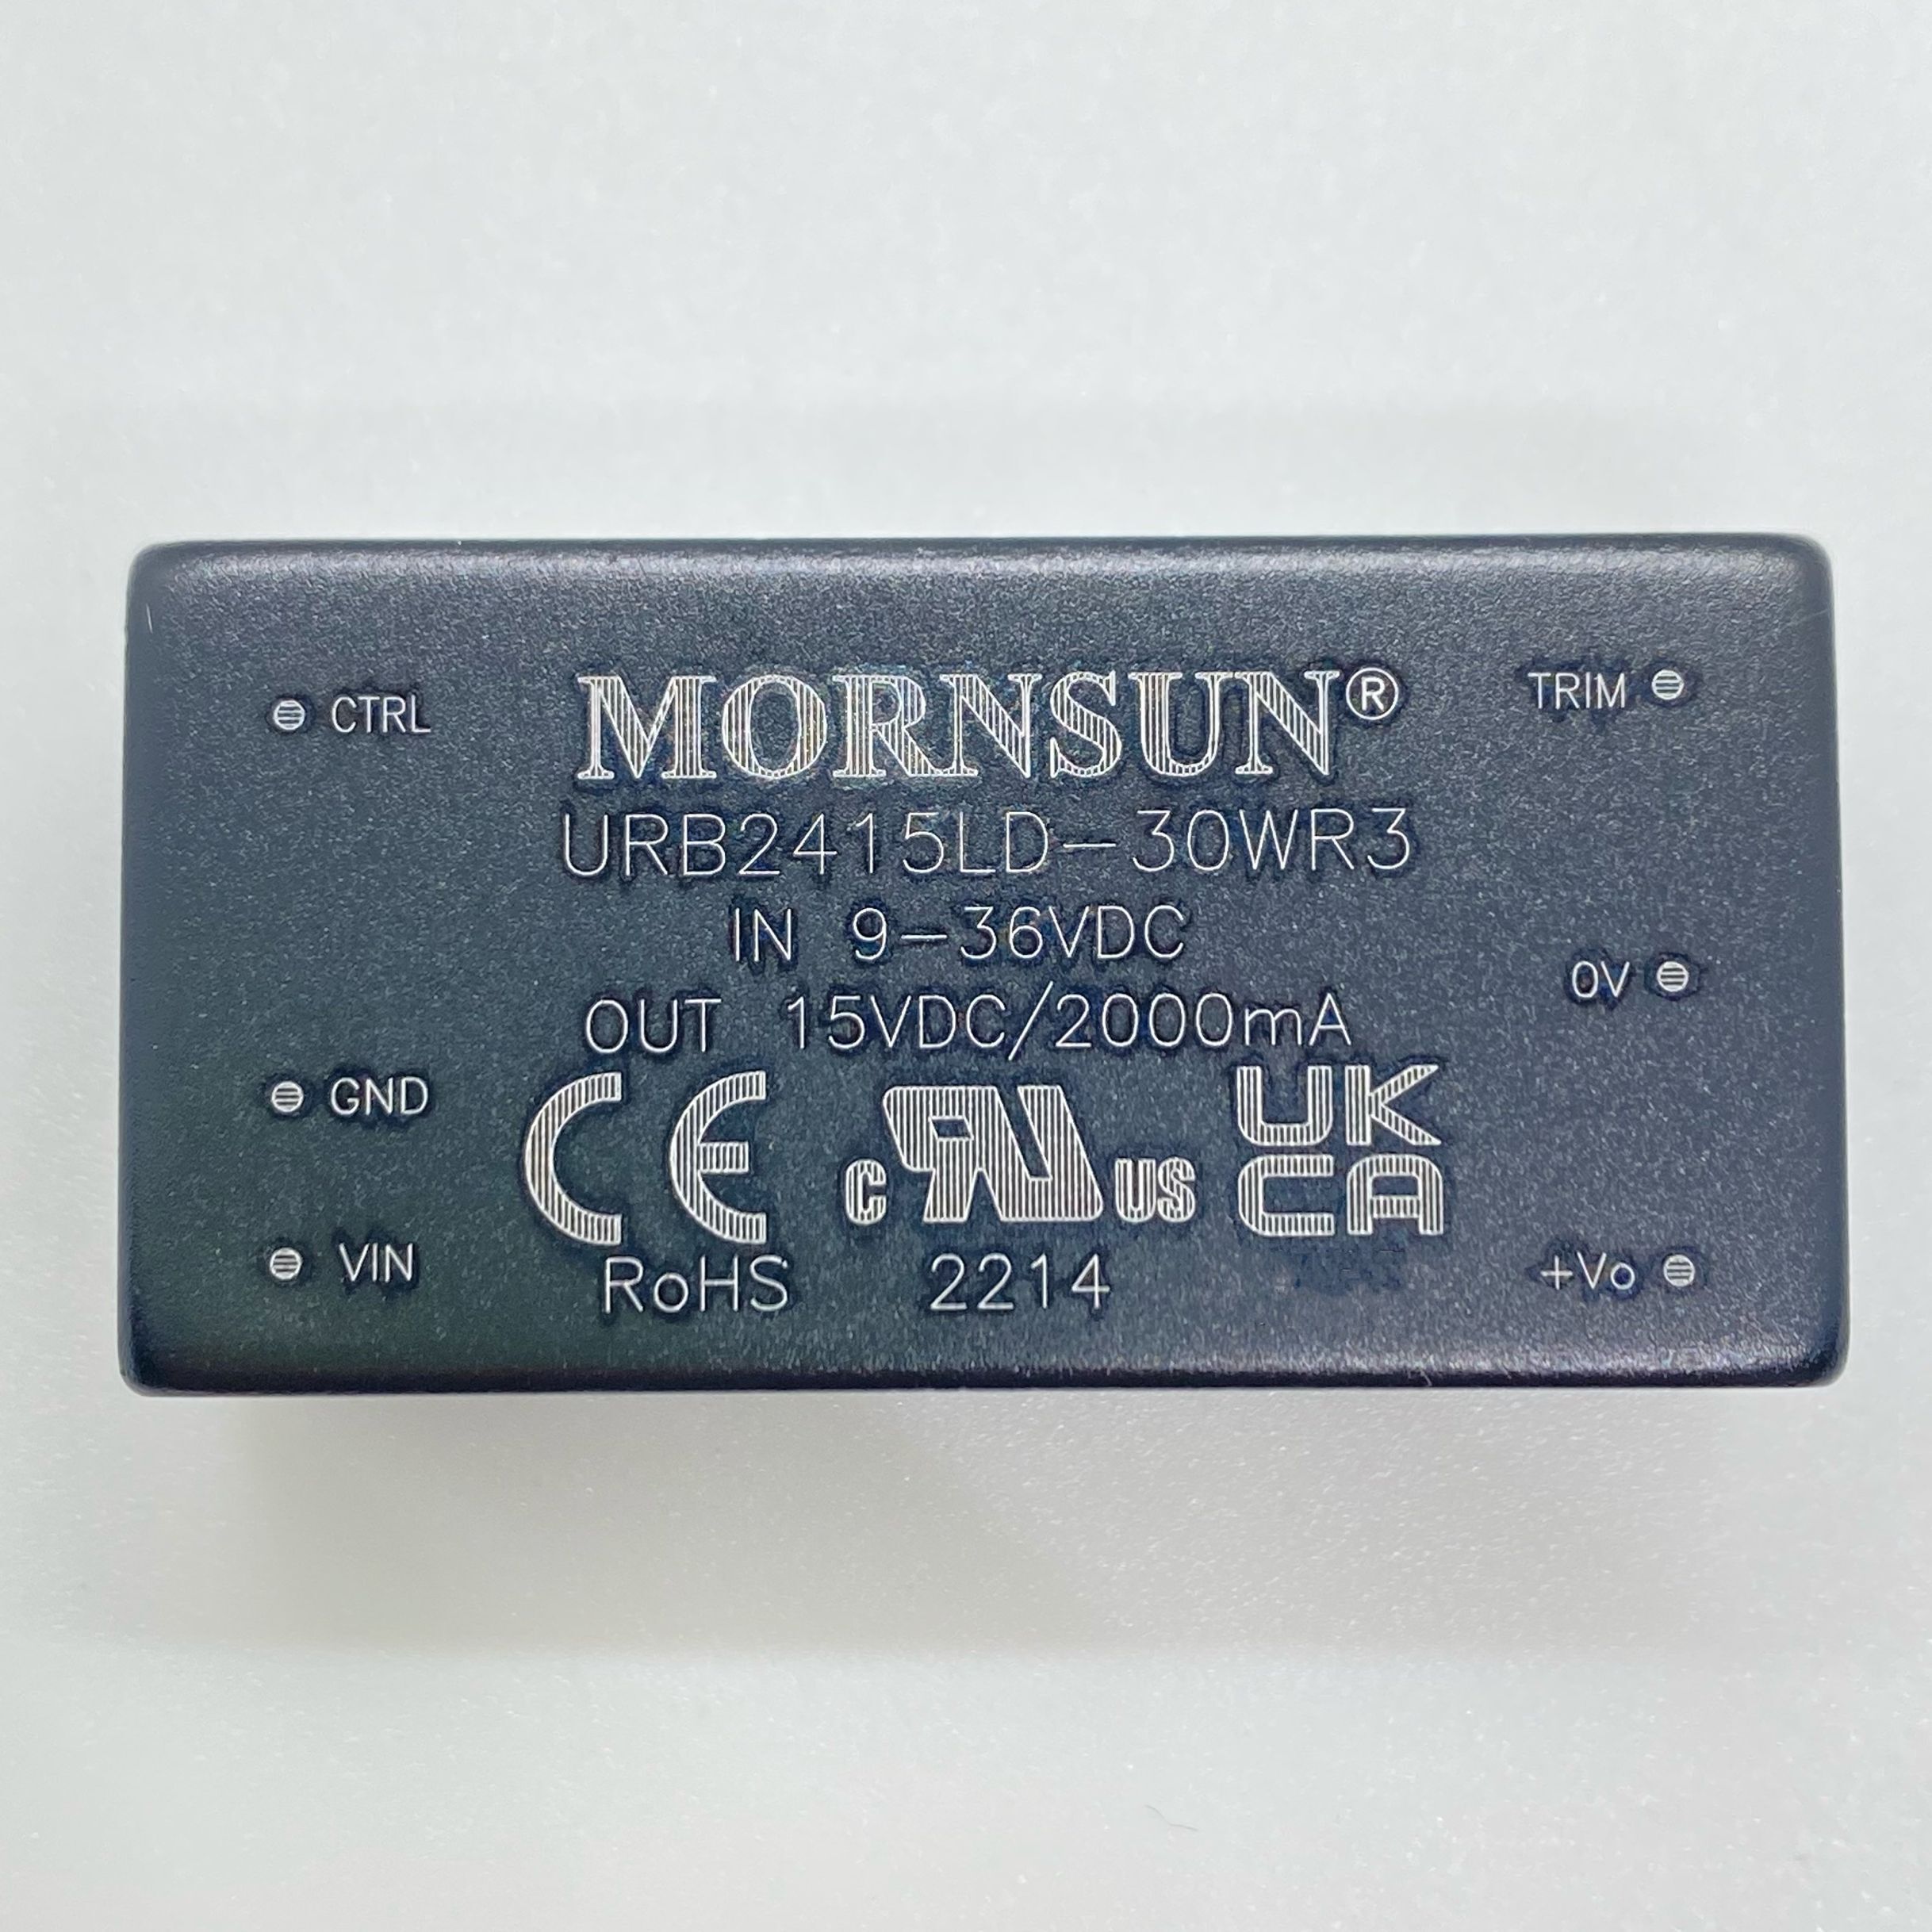 CTRL
MORNSUN®
TRIM
URB2415LD-30WR3
IN 9-36VDC
0V
OUT 15VDC/2000mA
GND
CE
c RU US
UK
CA
VIN
RoHS 2214
+Vo